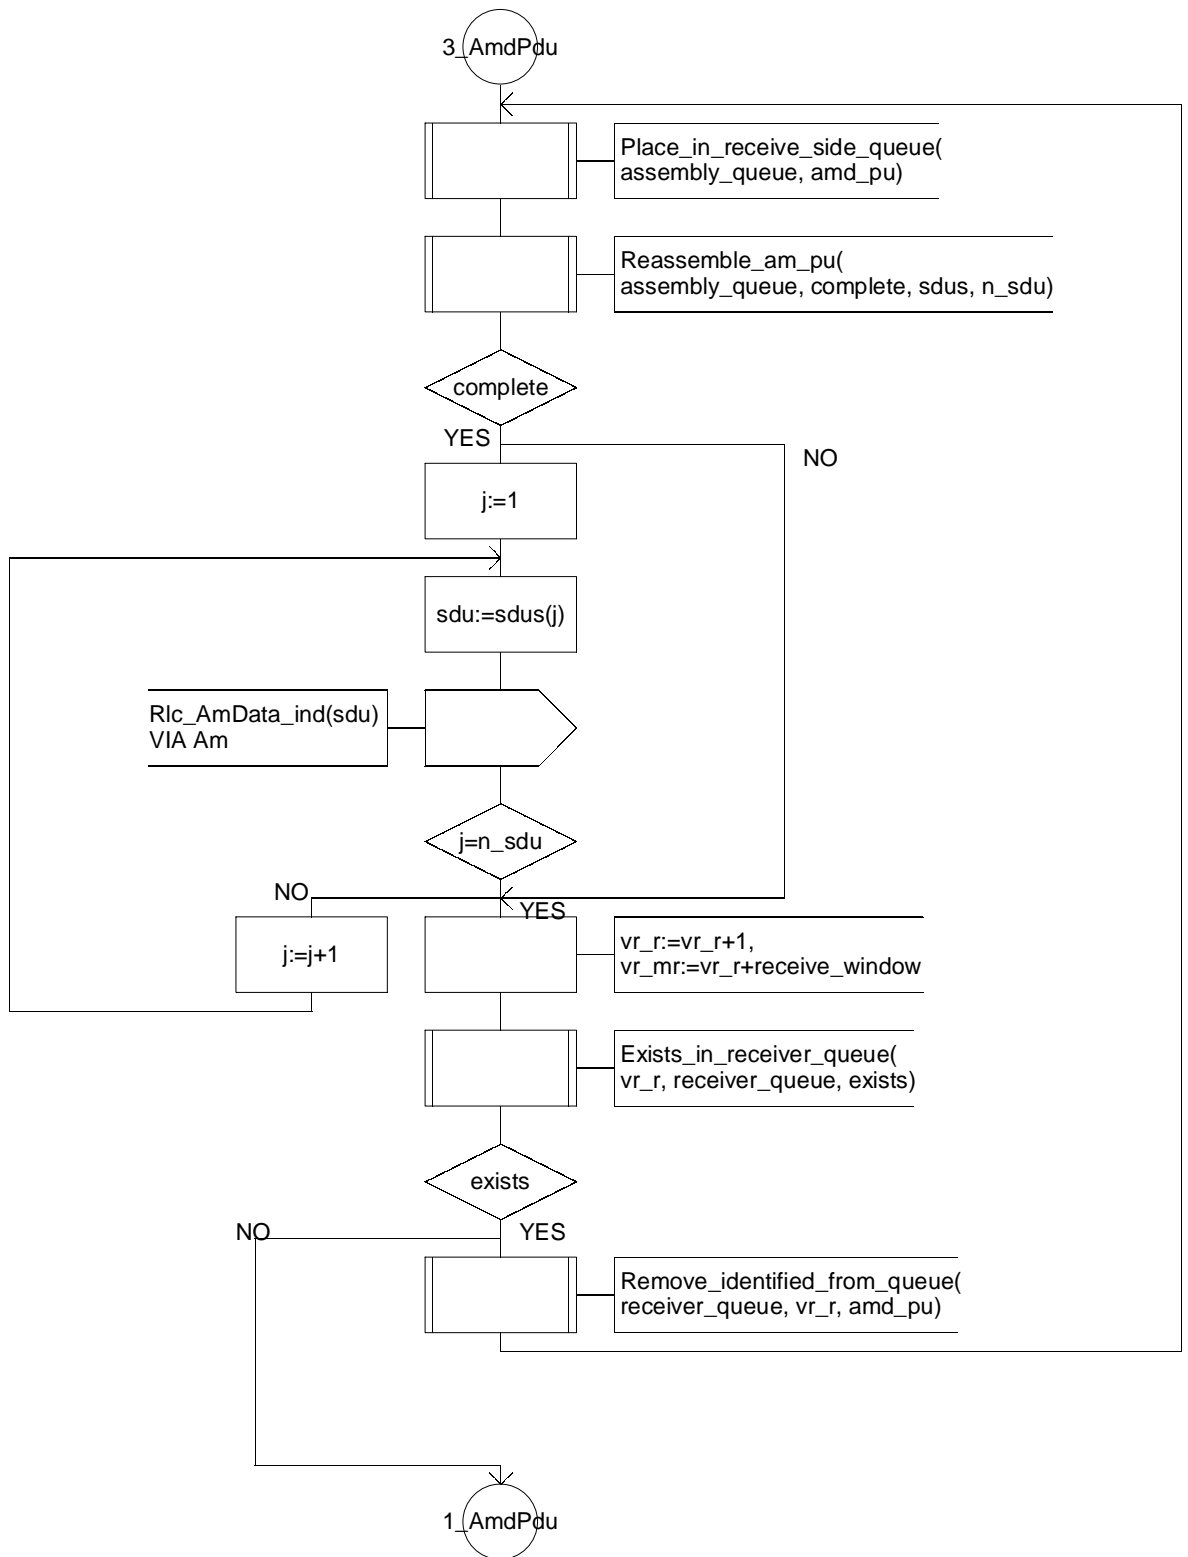 3_AmdPdu
Place_in_receive_side_queue(
assembly_queue, amd_pu)
Reassemble_am_pu(
assembly_queue, complete, sdus, n_sdu)
complete
YES
NO
j:=1
sdu:=sdus(j)
Rlc_AmData_ind(sdu)
VIA Am
j=n_sdu
NO
YES
j:=j+1
vr_r:=vr_r+1,
vr_mr:=vr_r+receive_window
Exists_in_receiver_queue(
vr_r, receiver_queue, exists)
exists
NO
YES
Remove_identified_from_queue(
receiver_queue, vr_r, amd_pu)
1_AmdPdu